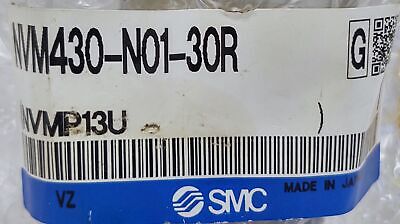 NVM430-N01-30R
G
NVMP13U
VZ
SMC
MADE IN JA